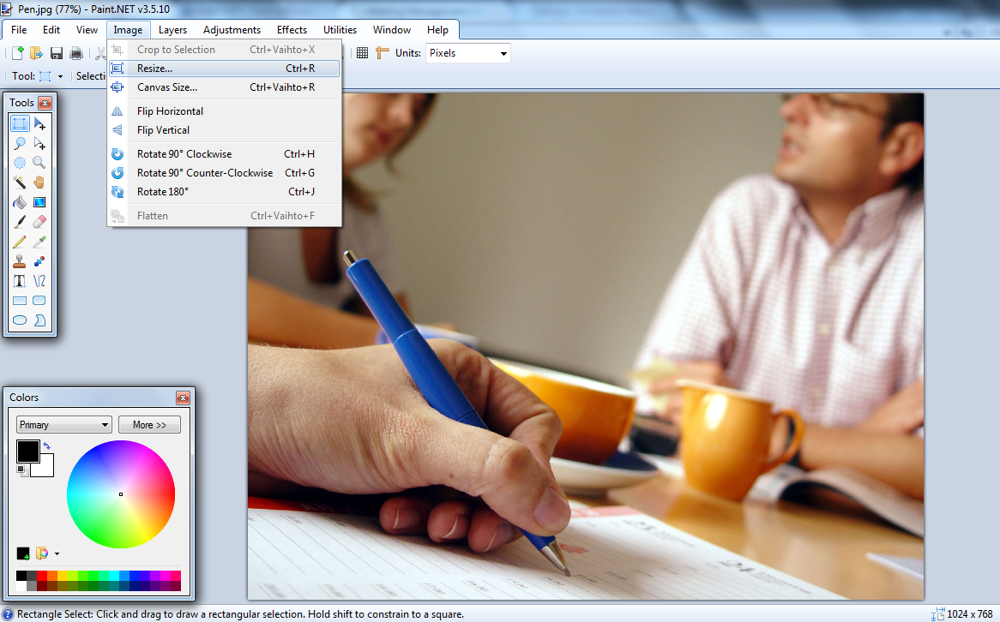 Pen.jpg (77%) - Paint.NET v3.5.10
File Edit View Image Layers Adjustments Effects Utilities Window Help
Units: Pixels
Tool: Selecti
Crop to Selection Ctrl+Vaihto+X
Resize... Ctrl+R
Canvas Size... Ctrl+Vaihto+R
Flip Horizontal
Flip Vertical
Rotate 90° Clockwise Ctrl+H
Rotate 90° Counter-Clockwise Ctrl+G
Rotate 180° Ctrl+J
Flatten Ctrl+Vaihto+F
Tools
Colors
Primary More >>
24
Rectangle Select: Click and drag to draw a rectangular selection. Hold shift to constrain to a square.
1024 x 768